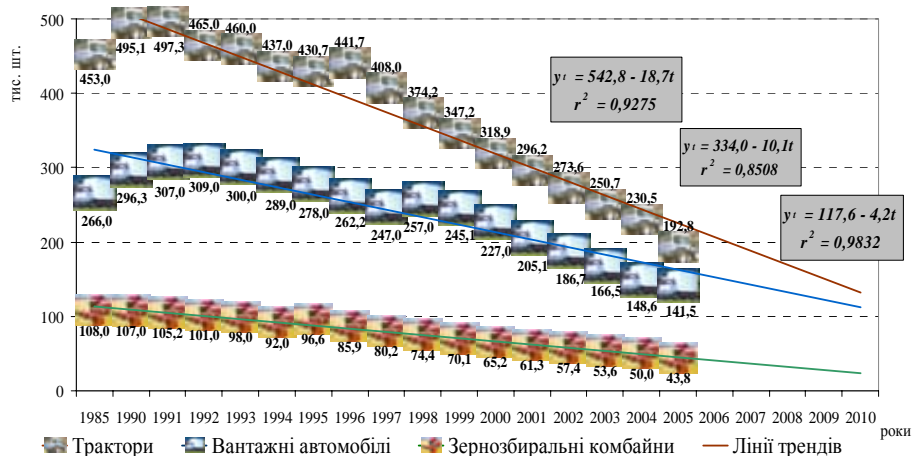 тис. шт.
500
400
300
200
100
0
453,0 495,1 497,3 465,0 460,0 437,0 430,7 441,7 408,0 374,2 347,2 318,9 296,2 273,6 250,7 230,5 192,8
266,0 296,3 307,0 309,0 300,0 289,0 278,0 262,2 247,0 257,0 245,1 227,0 205,1 186,7 166,5 148,6 141,5
108,0 107,0 105,2 101,0 98,0 92,0 96,6 85,9 80,2 74,4 70,1 65,2 61,3 57,4 53,6 50,0 43,8
yₜ = 542,8 - 18,7t
r² = 0,9275
yₜ = 334,0 - 10,1t
r² = 0,8508
yₜ = 117,6 - 4,2t
r² = 0,9832
1985 1990 1991 1992 1993 1994 1995 1996 1997 1998 1999 2000 2001 2002 2003 2004 2005 2006 2007 2008 2009 2010
роки
Трактори Вантажні автомобілі Зернозбиральні комбайни Лінії трендів